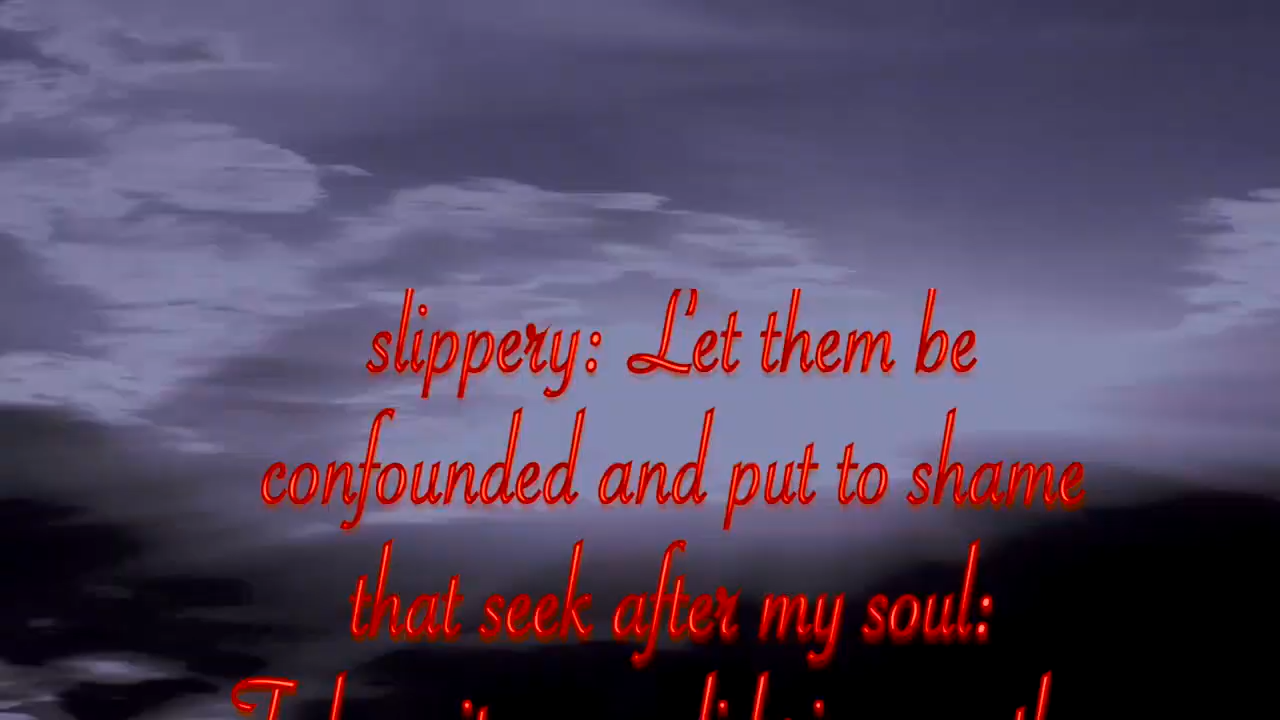 slippery: Let them be
confounded and put to shame
that seek after my soul: